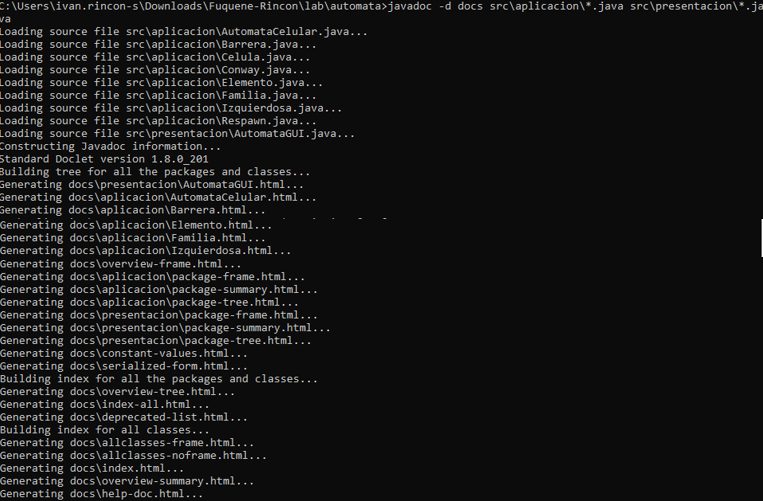 C:\Users\ivan.rincon-s\Downloads\Fuquene-Rincon\lab\automata>javadoc -d docs src\aplicacion\*.java src\presentacion\*.ja
va
Loading source file src\aplicacion\AutomataCelular.java...
Loading source file src\aplicacion\Barrera.java...
Loading source file src\aplicacion\Celula.java...
Loading source file src\aplicacion\Conway.java...
Loading source file src\aplicacion\Elemento.java...
Loading source file src\aplicacion\Familia.java...
Loading source file src\aplicacion\Izquierdosa.java...
Loading source file src\aplicacion\Respawn.java...
Loading source file src\presentacion\AutomataGUI.java...
Constructing Javadoc information...
Standard Doclet version 1.8.0_201
Building tree for all the packages and classes...
Generating docs\presentacion\AutomataGUI.html...
Generating docs\aplicacion\AutomataCelular.html...
Generating docs\aplicacion\Barrera.html...
Generating docs\aplicacion\Elemento.html...
Generating docs\aplicacion\Familia.html...
Generating docs\aplicacion\Izquierdosa.html...
Generating docs\overview-frame.html...
Generating docs\aplicacion\package-frame.html...
Generating docs\aplicacion\package-summary.html...
Generating docs\aplicacion\package-tree.html...
Generating docs\presentacion\package-frame.html...
Generating docs\presentacion\package-summary.html...
Generating docs\presentacion\package-tree.html...
Generating docs\constant-values.html...
Generating docs\serialized-form.html...
Building index for all the packages and classes...
Generating docs\overview-tree.html...
Generating docs\index-all.html...
Generating docs\deprecated-list.html...
Building index for all classes...
Generating docs\allclasses-frame.html...
Generating docs\allclasses-noframe.html...
Generating docs\index.html...
Generating docs\overview-summary.html...
Generating docs\help-doc.html...